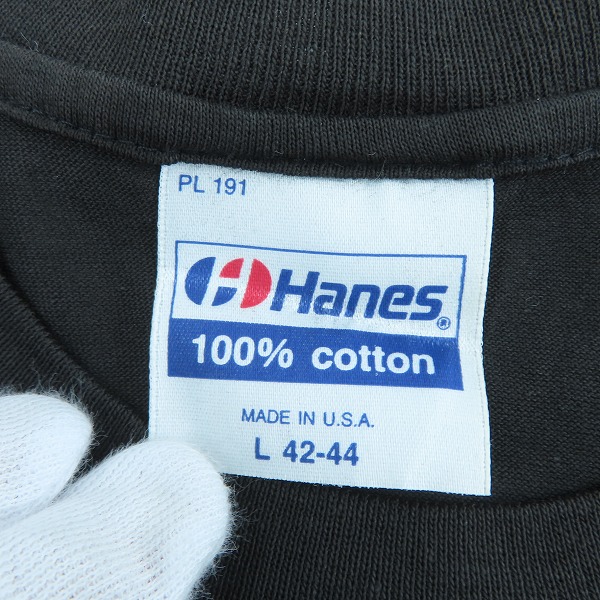 PL 191
Hanes®
100% cotton
MADE IN U.S.A.
L 42-44